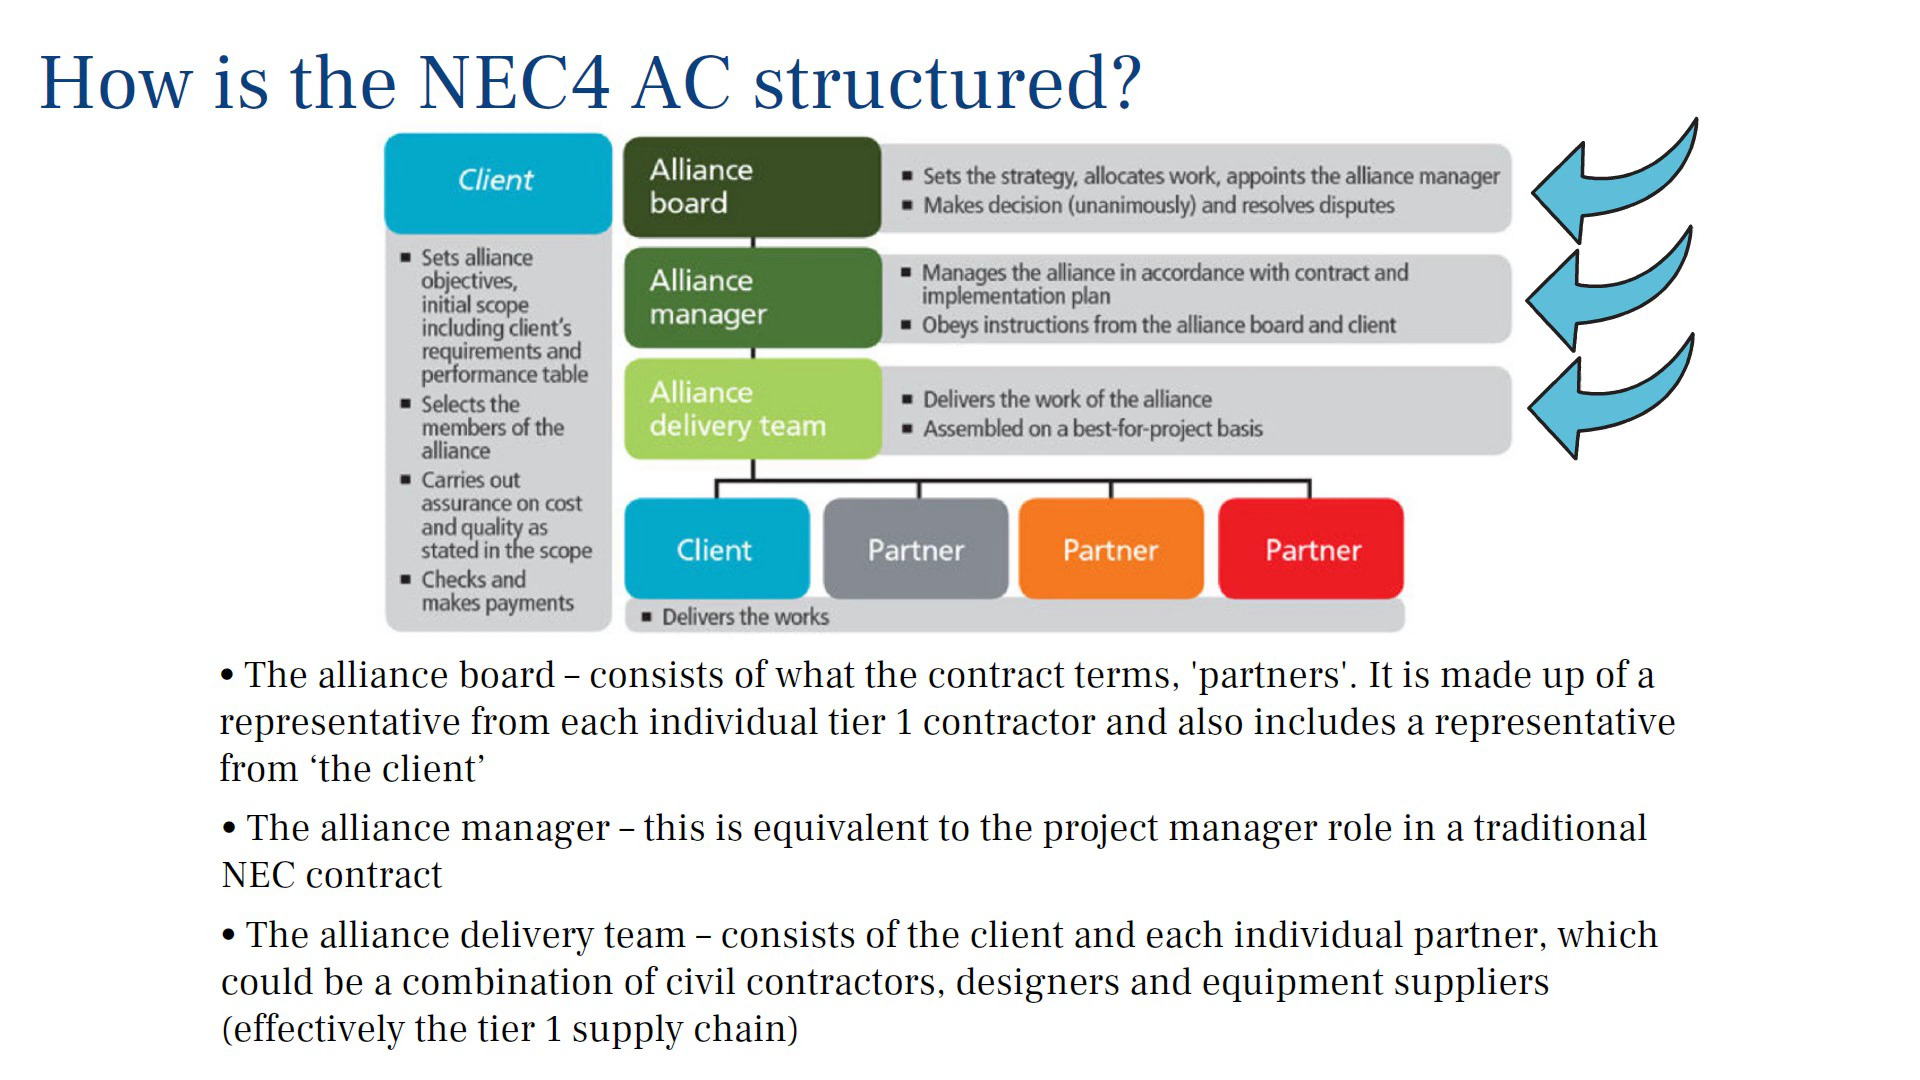 How is the NEC4 AC structured?
Client
▪ Sets alliance
objectives,
initial scope
including client's
requirements and
performance table
▪ Selects the
members of the
alliance
▪ Carries out
assurance on cost
and quality as
stated in the scope
▪ Checks and
makes payments
Alliance
board
▪ Sets the strategy, allocates work, appoints the alliance manager
▪ Makes decision (unanimously) and resolves disputes
Alliance
manager
▪ Manages the alliance in accordance with contract and
implementation plan
▪ Obeys instructions from the alliance board and client
Alliance
delivery team
▪ Delivers the work of the alliance
▪ Assembled on a best-for-project basis
Client
Partner
Partner
Partner
▪ Delivers the works
• The alliance board – consists of what the contract terms, 'partners'. It is made up of a
representative from each individual tier 1 contractor and also includes a representative
from ‘the client’
• The alliance manager – this is equivalent to the project manager role in a traditional
NEC contract
• The alliance delivery team – consists of the client and each individual partner, which
could be a combination of civil contractors, designers and equipment suppliers
(effectively the tier 1 supply chain)